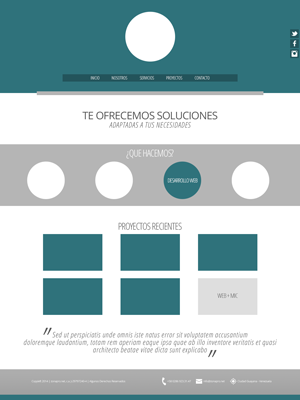 INICIO NOSOTROS SERVICIOS PROYECTOS CONTACTO
TE OFRECEMOS SOLUCIONES
ADAPTADAS A TUS NECESIDADES
¿QUE HACEMOS?
DESARROLLO WEB
PROYECTOS RECIENTES
WEB + MIC
"Sed ut perspiciatis unde omnis iste natus error sit voluptatem accusantium
doloremque laudantium, totam rem aperiam eaque ipsa quae ab illo inventore veritatis et quasi
architecto beatae vitae dicta sunt explicabo"